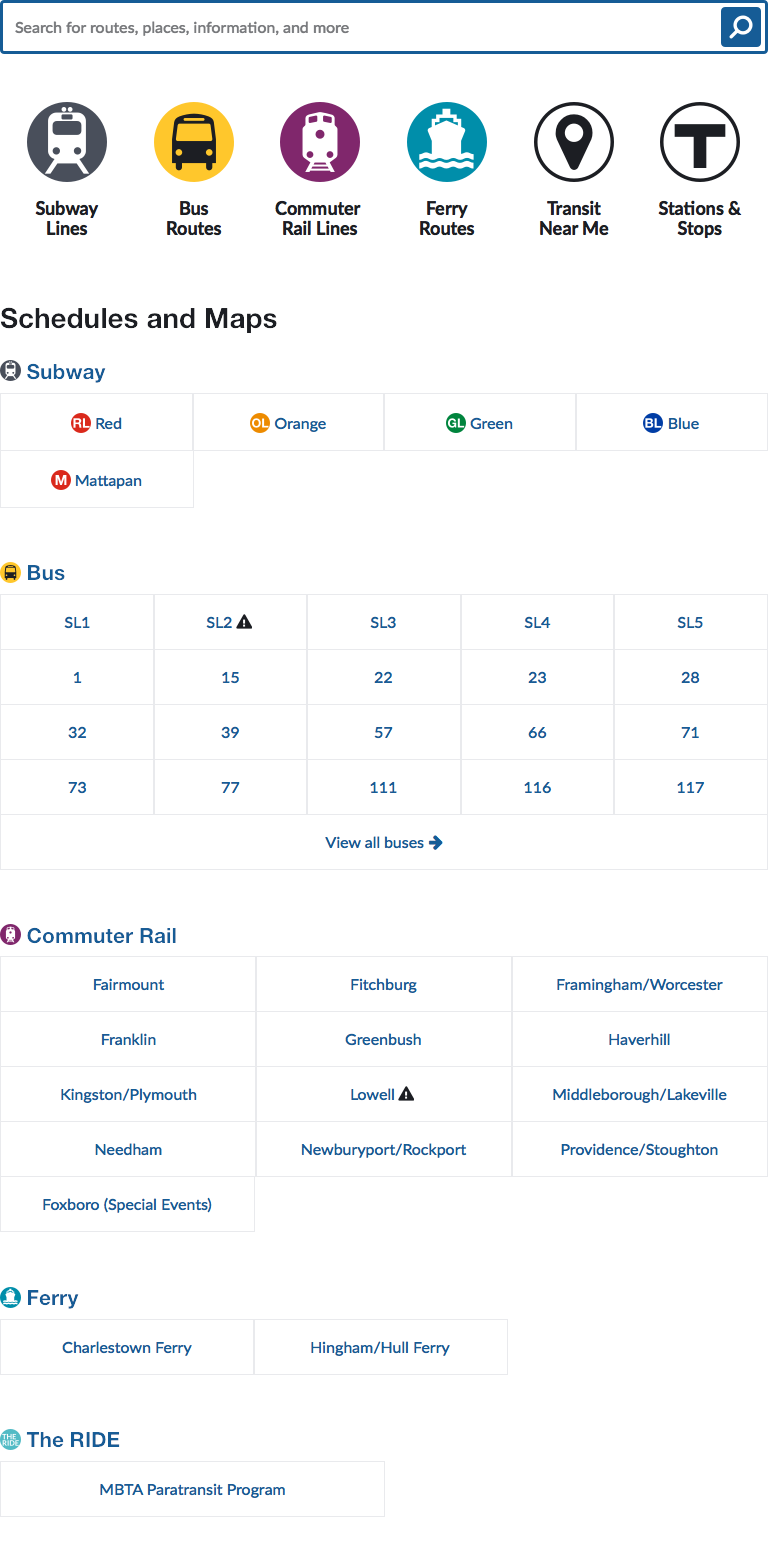 Search for routes, places, information, and more
Subway Lines
Bus Routes
Commuter Rail Lines
Ferry Routes
Transit Near Me
T
Stations & Stops
Schedules and Maps
Subway
RL Red
OL Orange
GL Green
BL Blue
M Mattapan
Bus
SL1 SL2 SL3 SL4 SL5
1 15 22 23 28
32 39 57 66 71
73 77 111 116 117
View all buses
Commuter Rail
Fairmount Fitchburg Framingham/Worcester
Franklin Greenbush Haverhill
Kingston/Plymouth Lowell Middleborough/Lakeville
Needham Newburyport/Rockport Providence/Stoughton
Foxboro (Special Events)
Ferry
Charlestown Ferry Hingham/Hull Ferry
THE RIDE The RIDE
MBTA Paratransit Program